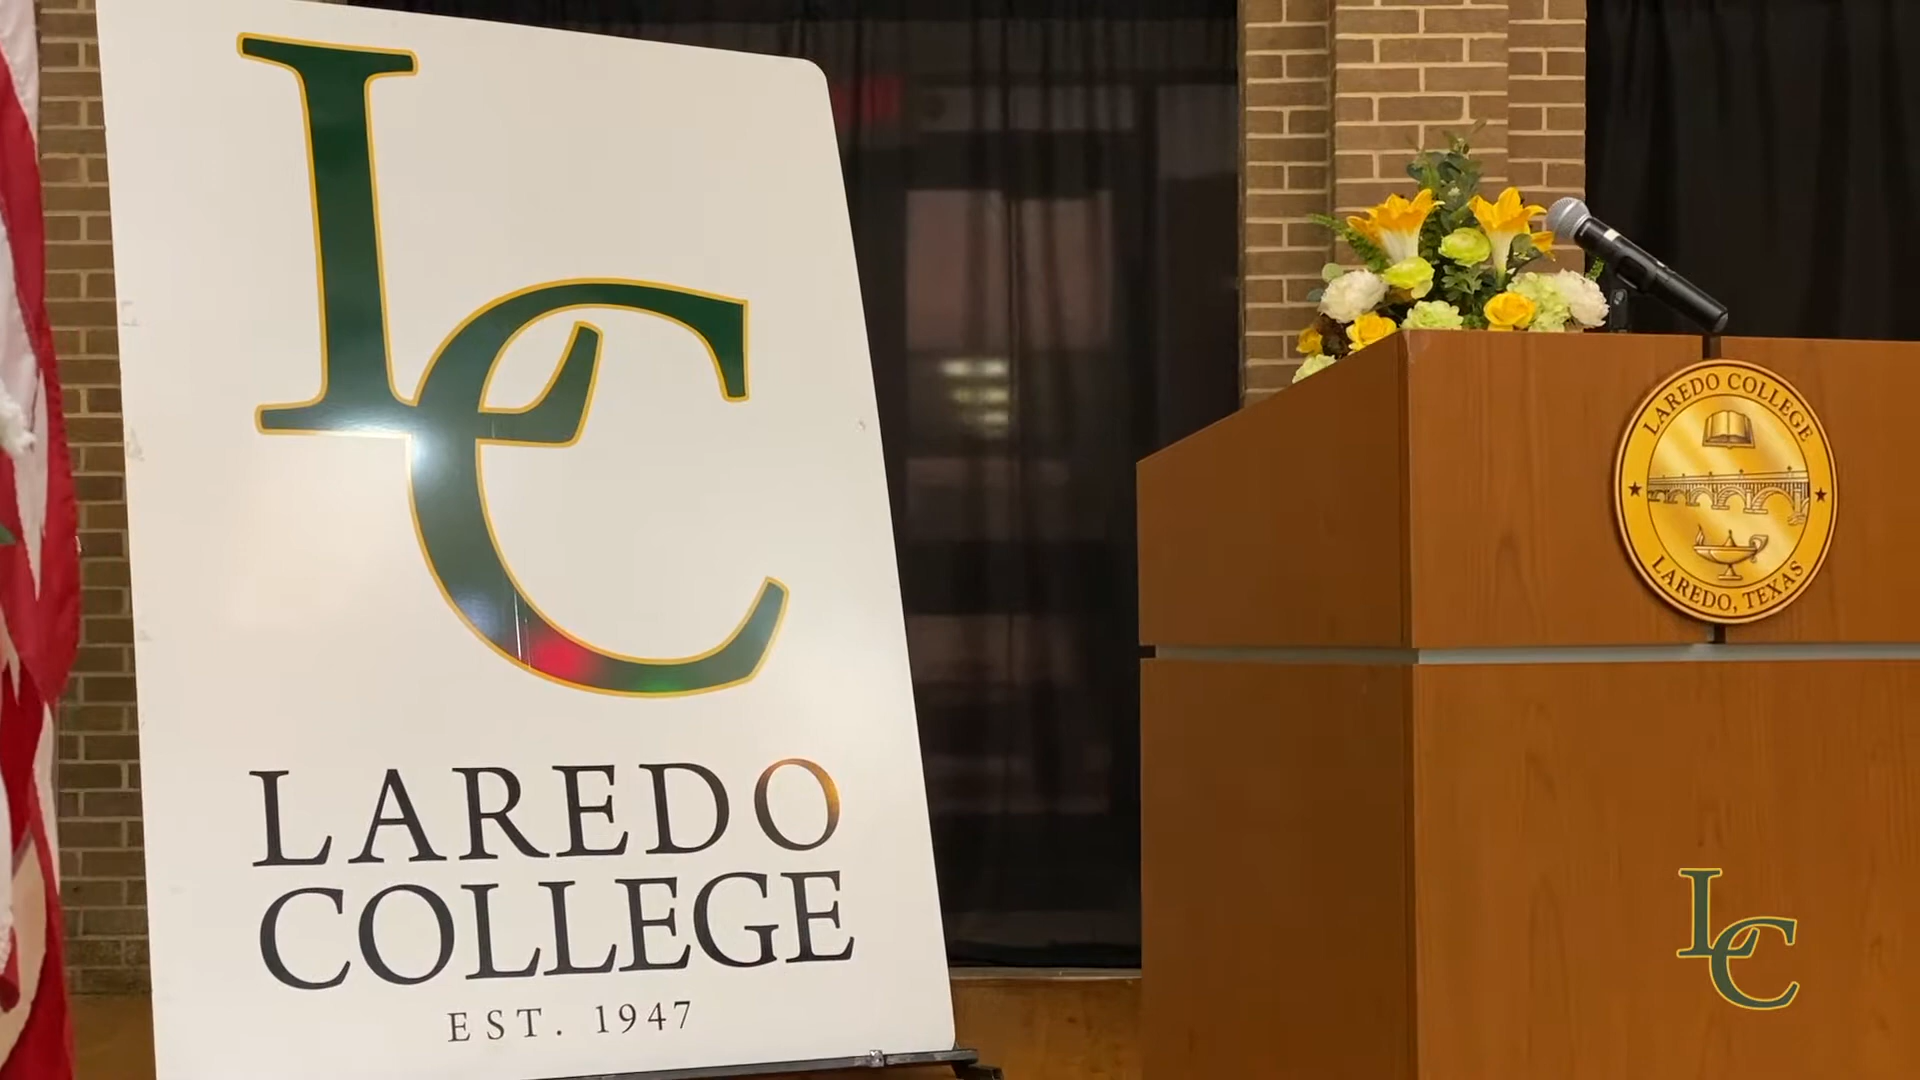 LC
LAREDO
COLLEGE
EST. 1947
LAREDO COLLEGE
LAREDO, TEXAS
LC